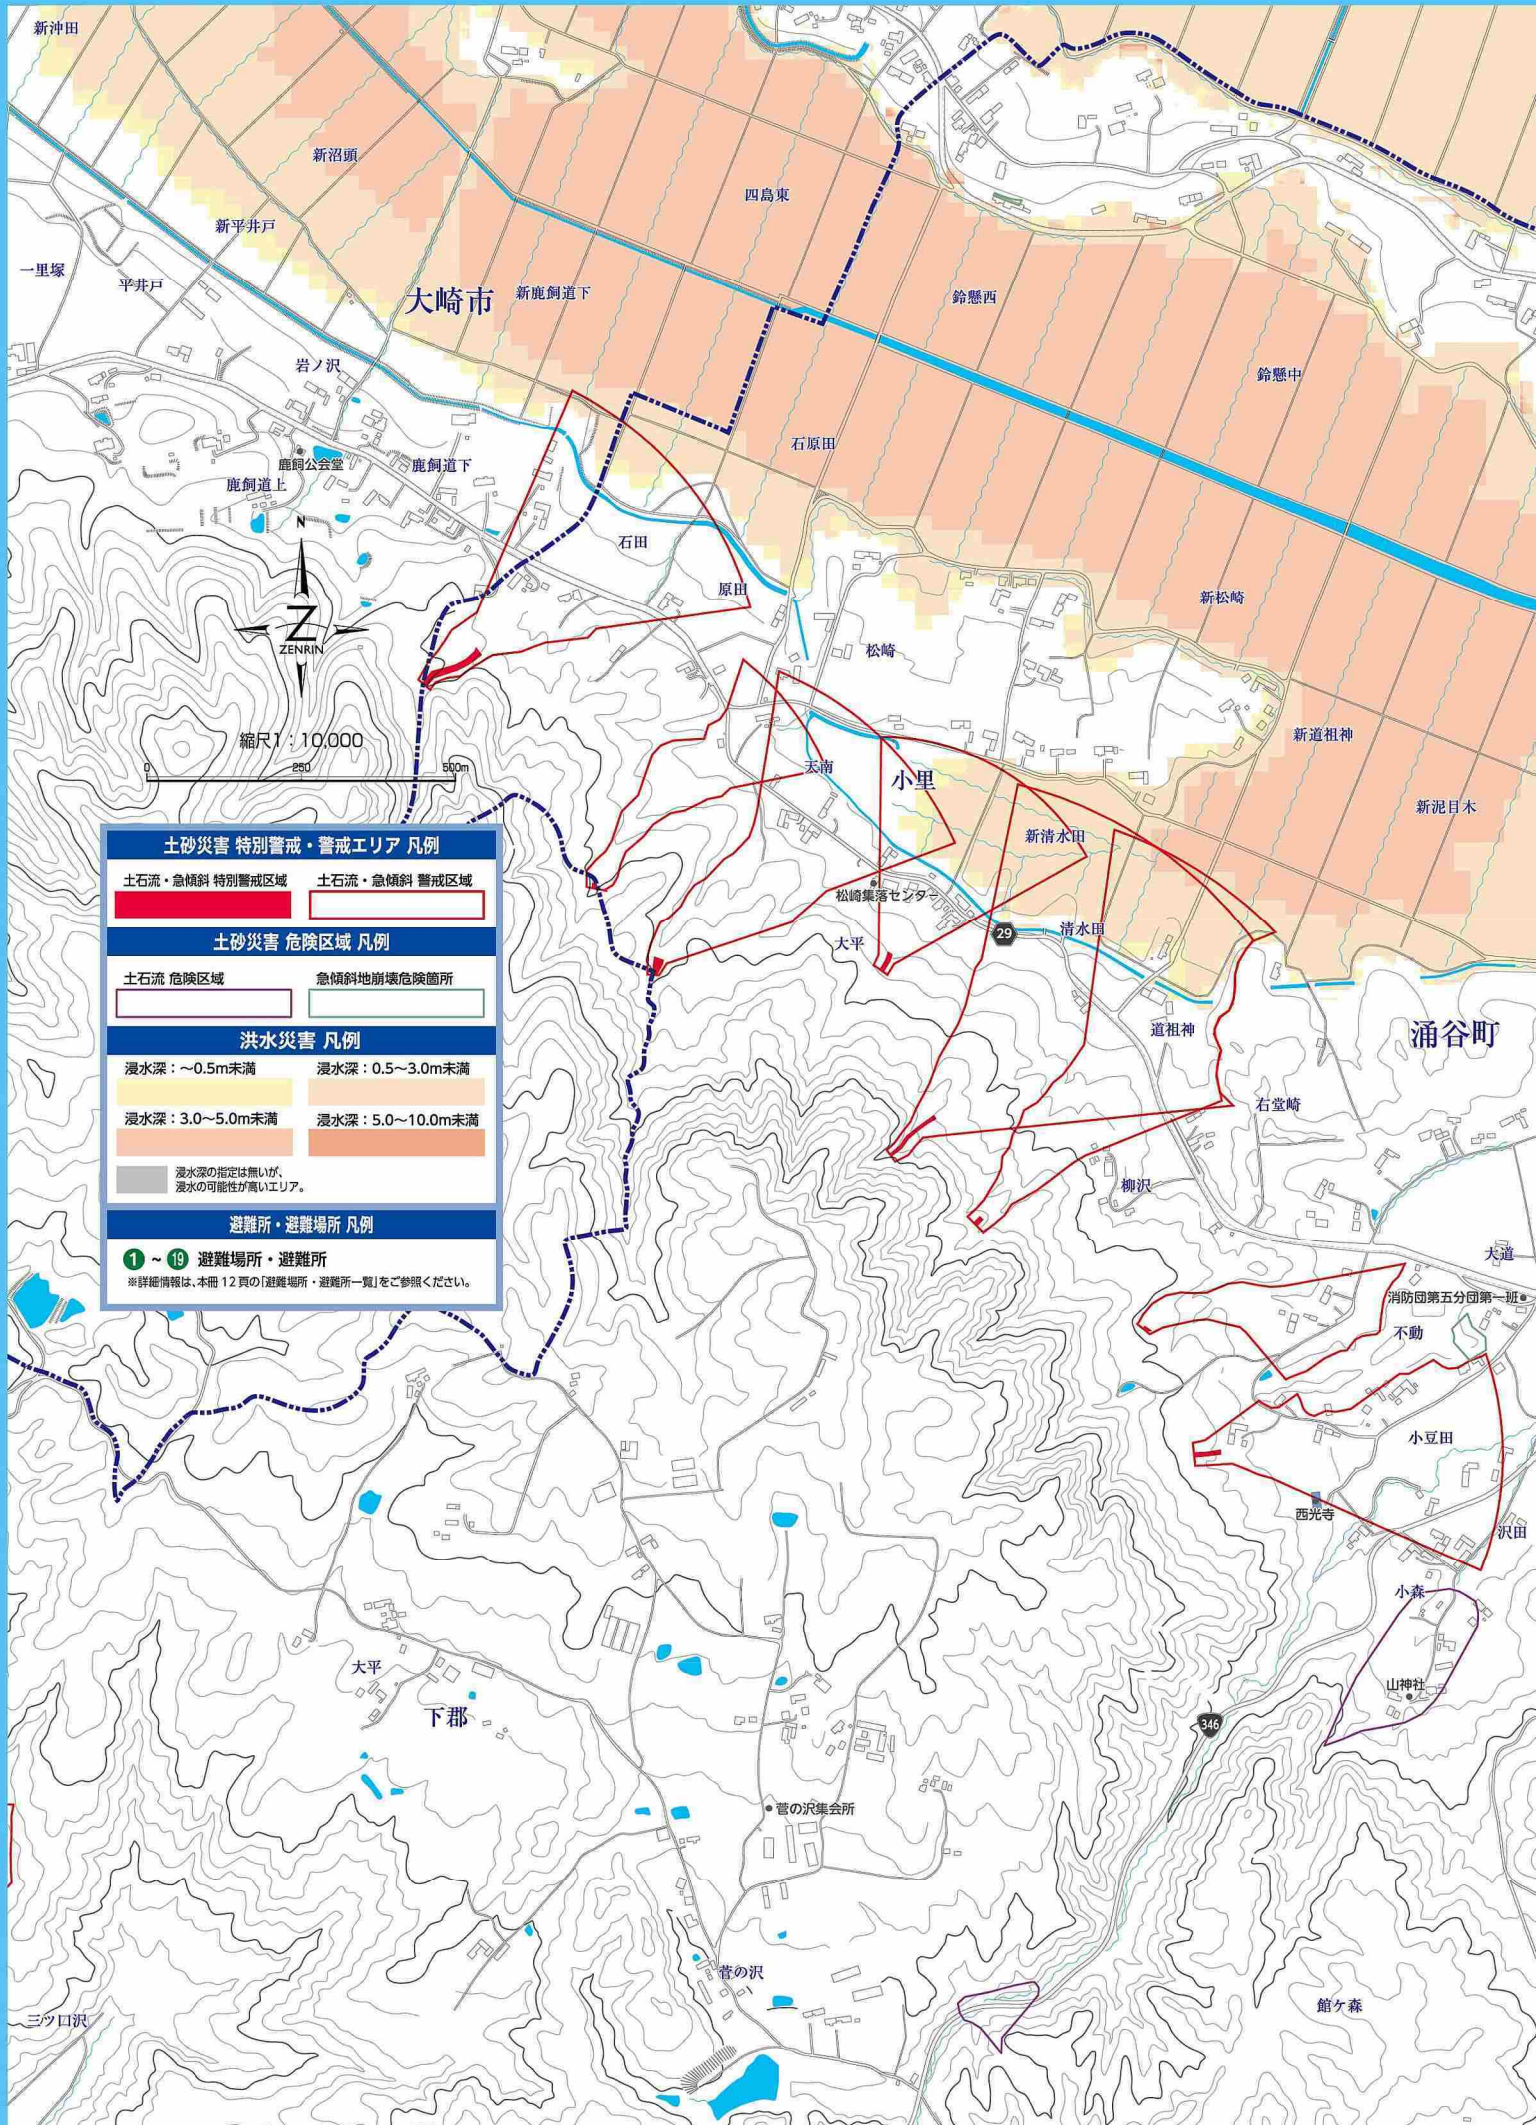 新沖田
新沼頭
四島東
新平井戸
一里塚
平井戸
大崎市
新鹿飼道下
鈴懸西
岩ノ沢
鈴懸中
石原田
鹿飼公会堂
鹿飼道下
鹿飼道上
N
石田
原田
新松崎
Z
ZENRIN
松崎
縮尺1：10,000
0 250 500m
新道祖神
天南
小里
新泥目木
新清水田
松崎集落センター
大平
29
清水田
道祖神
涌谷町
右堂崎
柳沢
大道
消防団第五分団第一班
不動
小豆田
西光寺
沢田
小森
山神社
346
大平
下郡
菅の沢集会所
菅の沢
三ツ口沢
館ケ森
土砂災害 特別警戒・警戒エリア 凡例
土石流・急傾斜 特別警戒区域
土石流・急傾斜 警戒区域
土砂災害 危険区域 凡例
土石流 危険区域
急傾斜地崩壊危険箇所
洪水災害 凡例
浸水深：～0.5m未満
浸水深：0.5～3.0m未満
浸水深：3.0～5.0m未満
浸水深：5.0～10.0m未満
浸水深の指定は無いが、
浸水の可能性が高いエリア。
避難所・避難場所 凡例
1 ~ 19 避難場所・避難所
※詳細情報は、本冊 12 頁の「避難場所・避難所一覧」をご参照ください。